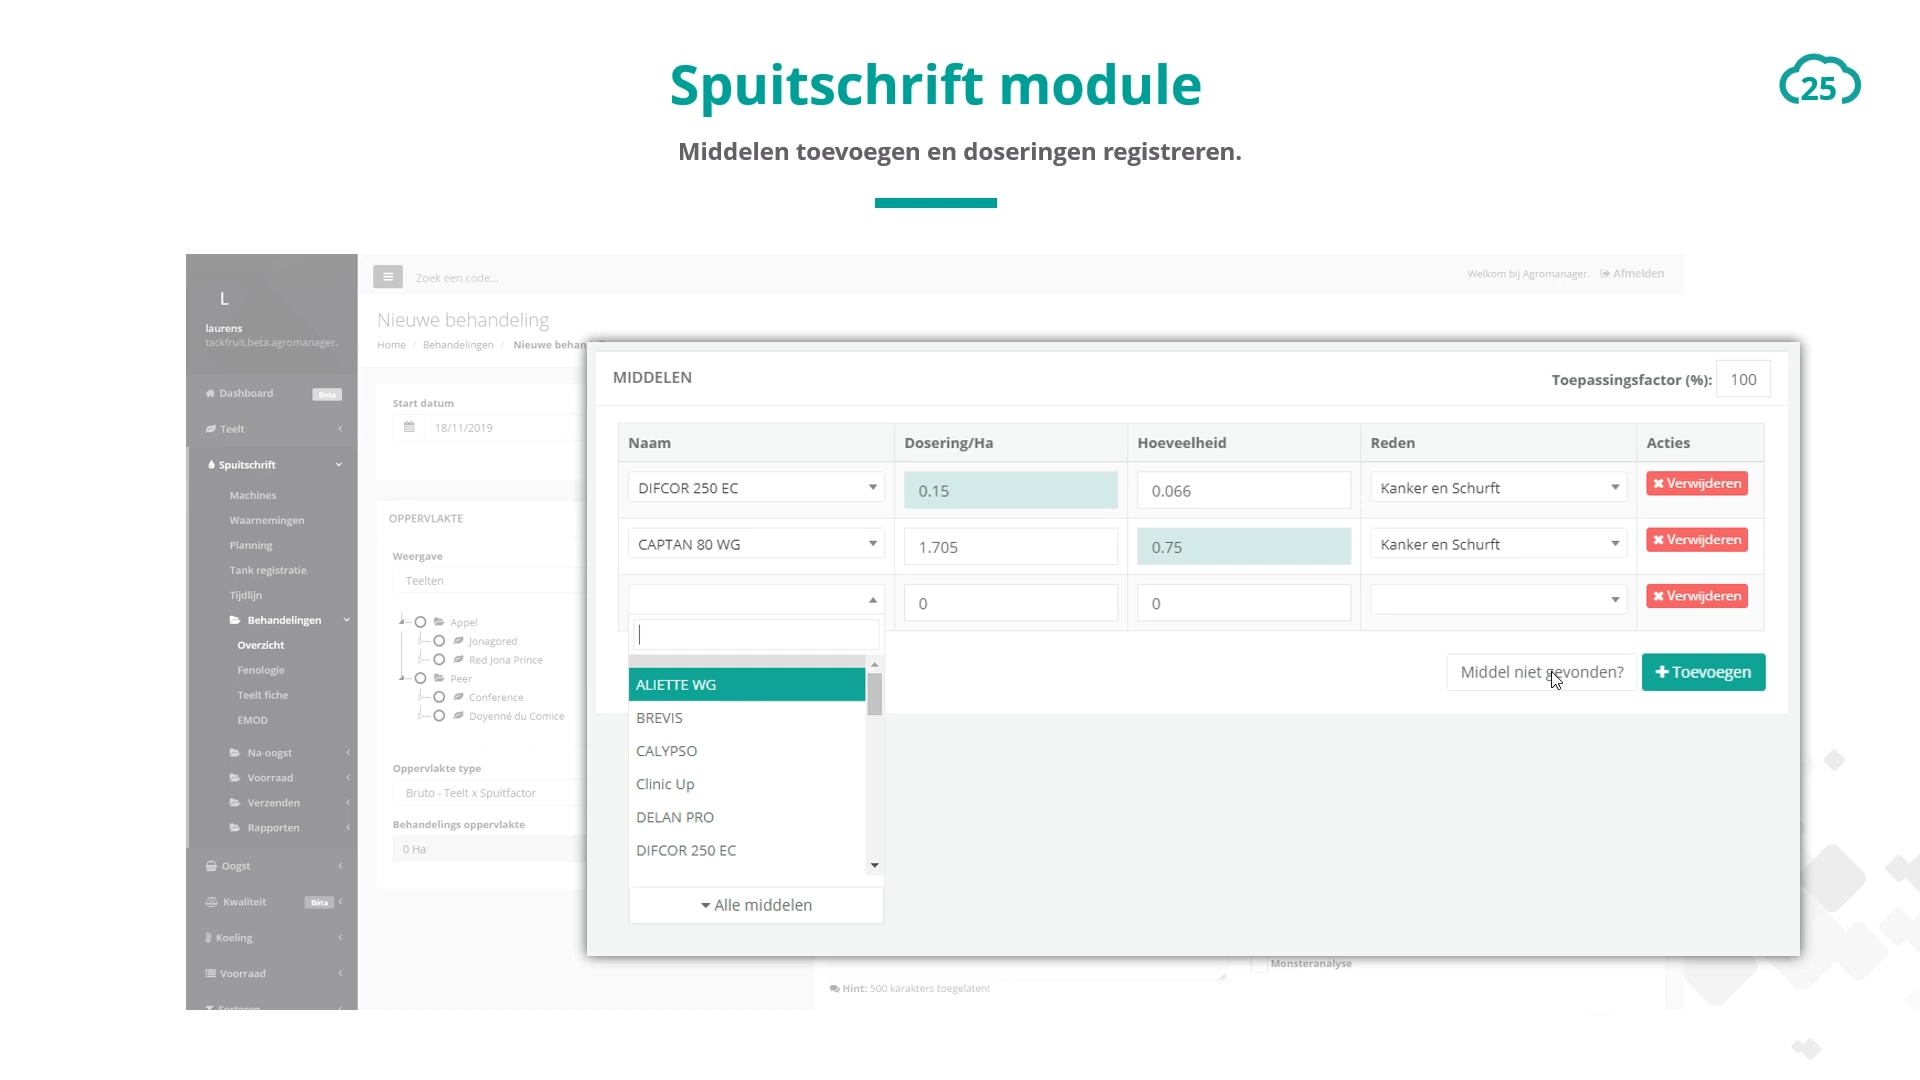 Spuitschrift module
25
Middelen toevoegen en doseringen registreren.
L
laurens
tackfruit.beta.agromanager.
Dashboard Beta
Teelt
Spuitschrift
Machines
Waarnemingen
Planning
Tank registratie
Tijdlijn
Behandelingen
Overzicht
Fenologie
Teelt fiche
EMOD
Na-oogst
Voorraad
Verzenden
Rapporten
Oogst
Kwaliteit Bèta
Koeling
Voorraad
Sorteren
Zoek een code...
Welkom bij Agromanager. Afmelden
Nieuwe behandeling
Home / Behandelingen / Nieuwe behan
Start datum
18/11/2019
OPPERVLAKTE
Weergave
Teelten
Appel
Jonagored
Red Jona Prince
Peer
Conference
Doyenné du Comice
Oppervlakte type
Bruto - Teelt x Spuitfactor
Behandelings oppervlakte
0 Ha
MIDDELEN
Toepassingsfactor (%): 100
Naam Dosering/Ha Hoeveelheid Reden Acties
DIFCOR 250 EC 0.15 0.066 Kanker en Schurft Verwijderen
CAPTAN 80 WG 1.705 0.75 Kanker en Schurft Verwijderen
0 0 Verwijderen
Middel niet gevonden? Toevoegen
ALIETTE WG
BREVIS
CALYPSO
Clinic Up
DELAN PRO
DIFCOR 250 EC
Alle middelen
Monsteranalyse
Hint: 500 karakters toegelaten!